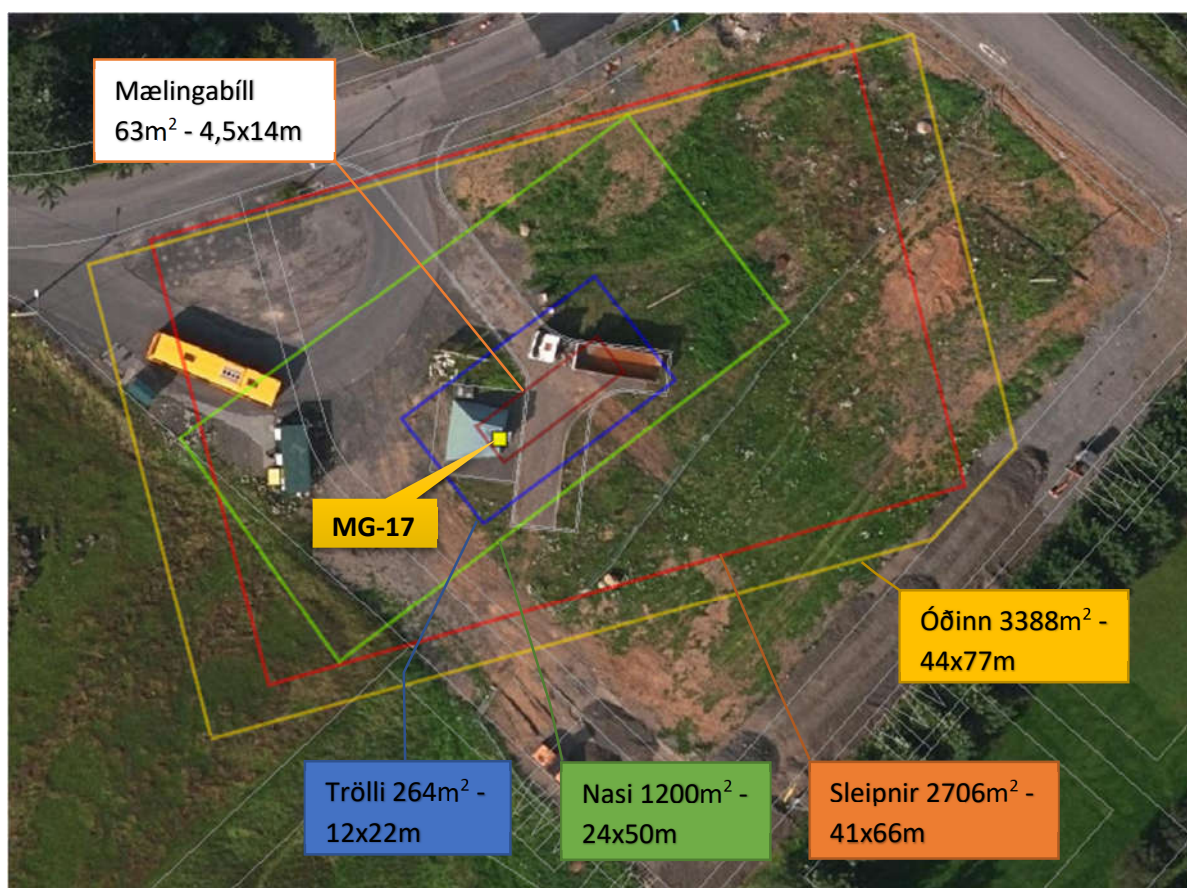 Mælingabíll
63m² - 4,5x14m
MG-17
Óðinn 3388m² -
44x77m
Trölli 264m² -
12x22m
Nasi 1200m² -
24x50m
Sleipnir 2706m² -
41x66m